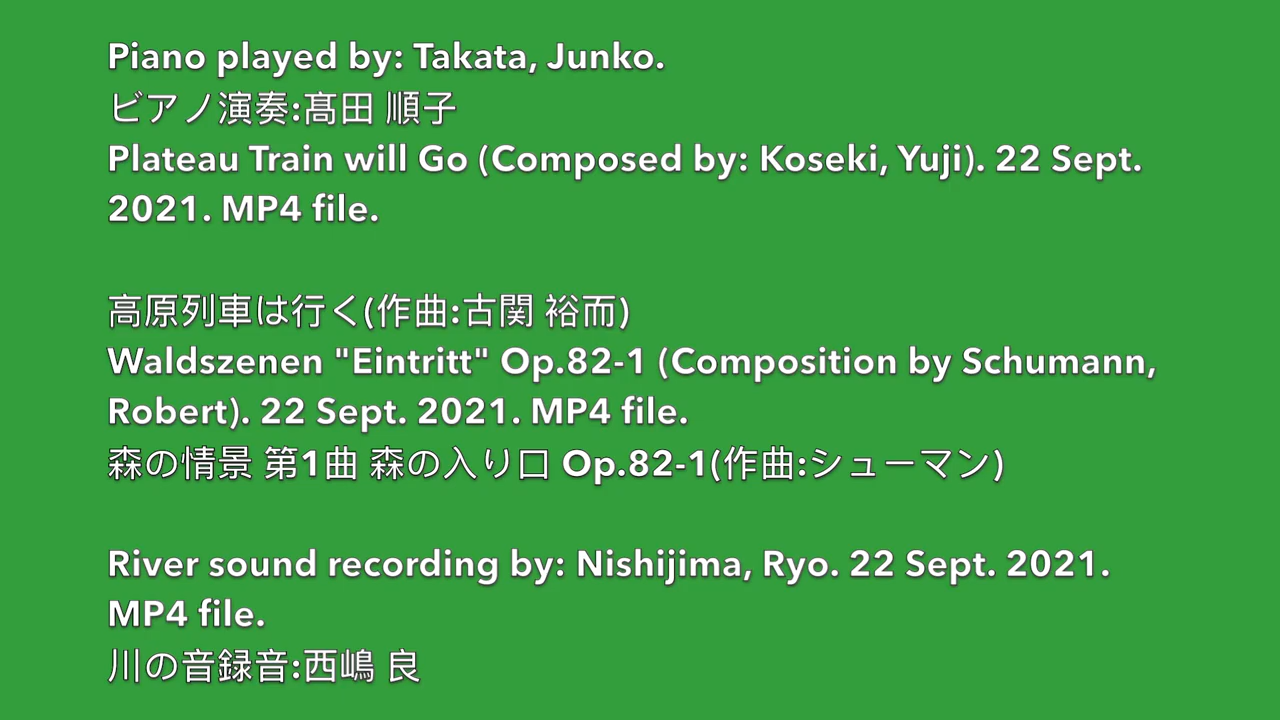 Piano played by: Takata, Junko.
ピアノ演奏:髙田 順子
Plateau Train will Go (Composed by: Koseki, Yuji). 22 Sept.
2021. MP4 file.
高原列車は行く(作曲:古関 裕而)
Waldszenen "Eintritt" Op.82-1 (Composition by Schumann,
Robert). 22 Sept. 2021. MP4 file.
森の情景 第1曲 森の入り口 Op.82-1(作曲:シューマン)
River sound recording by: Nishijima, Ryo. 22 Sept. 2021.
MP4 file.
川の音録音:西嶋 良